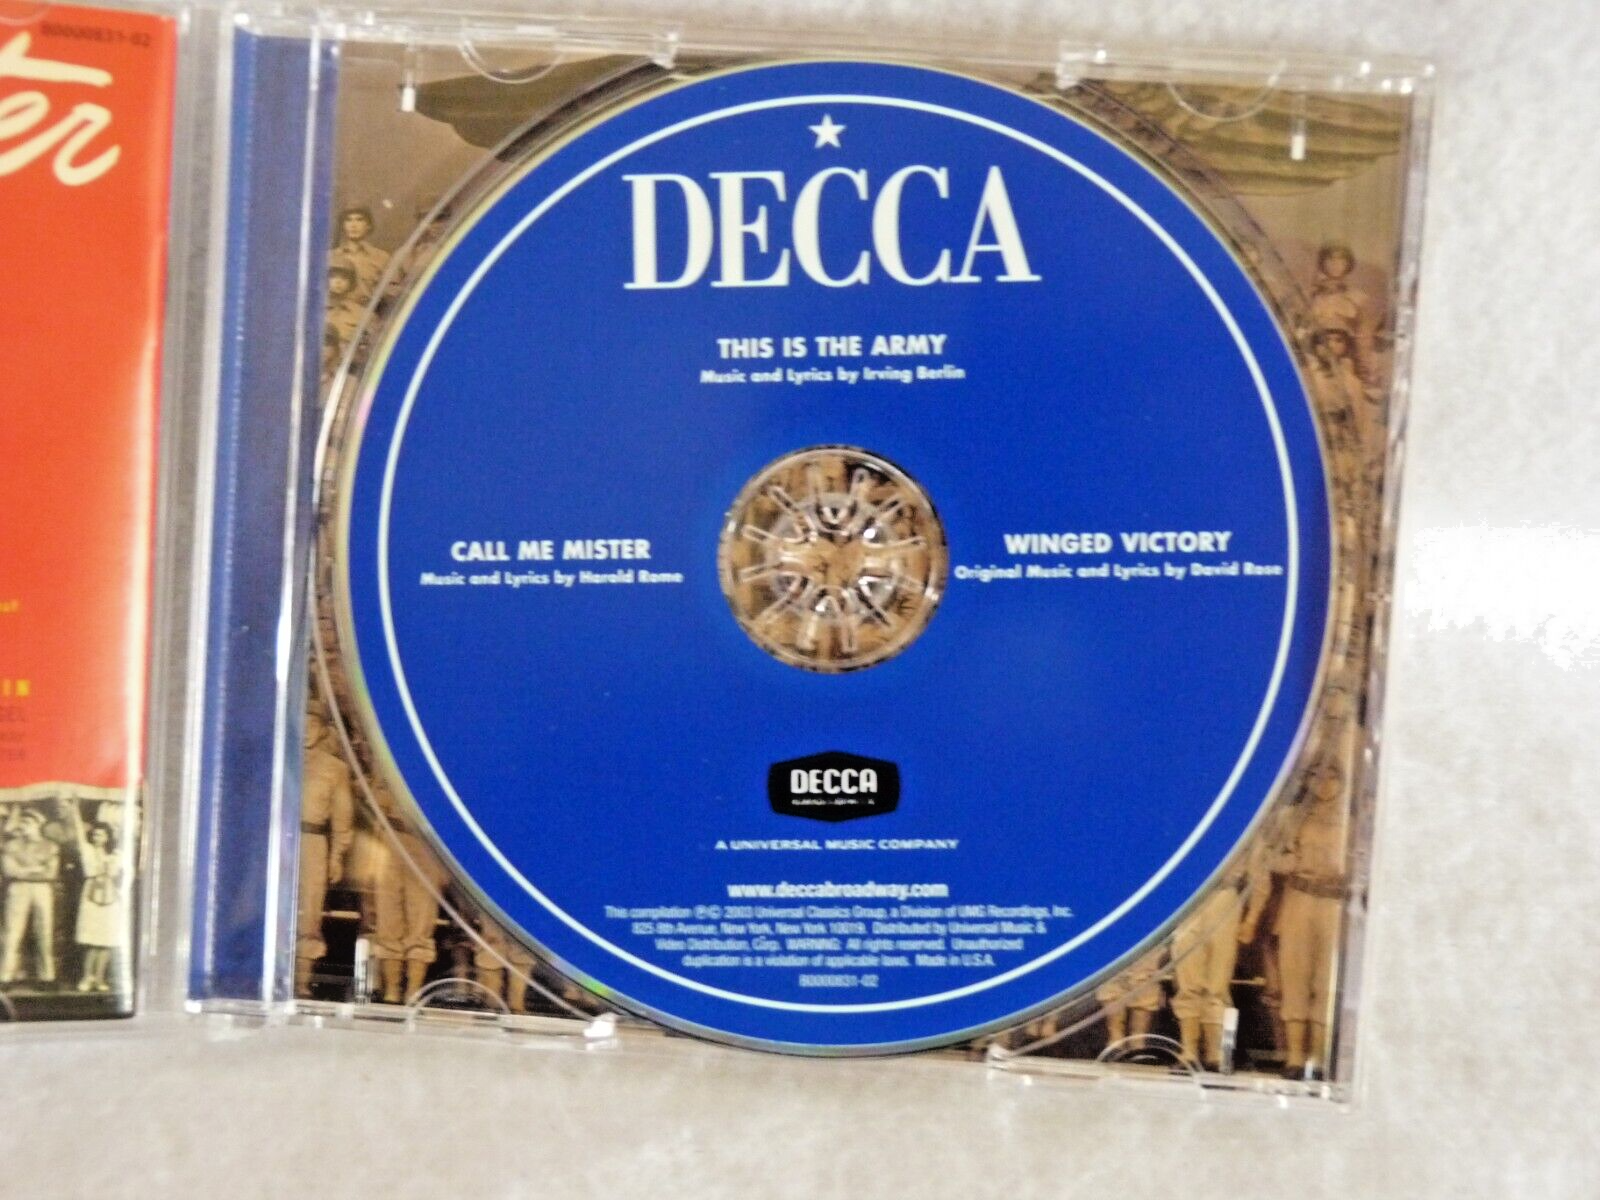 B0000831-02
ter
IN
DECCA
THIS IS THE ARMY
Music and Lyrics by Irving Berlin
CALL ME MISTER
Music and Lyrics by Harold Rome
WINGED VICTORY
Original Music and Lyrics by David Rose
DECCA
A UNIVERSAL MUSIC COMPANY
www.deccabroadway.com
This compilation ℗© 2003 Universal Classics Group, a Division of UMG Recordings, Inc.
825 8th Avenue, New York, New York 10019. Distributed by Universal Music &
Video Distribution, Corp. WARNING: All rights reserved. Unauthorized
duplication is a violation of applicable laws. Made in U.S.A.
B0000831-02